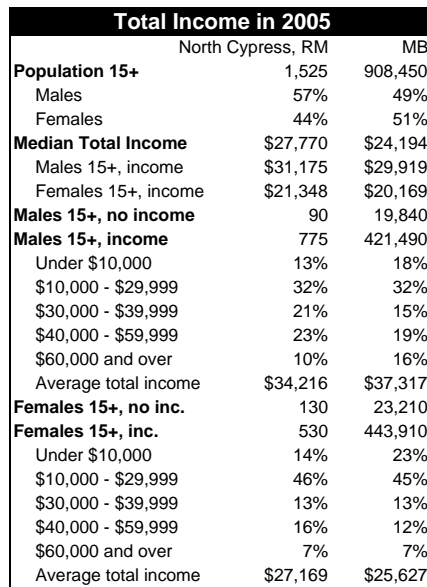 Total Income in 2005
North Cypress, RM MB
Population 15+ 1,525 908,450
Males 57% 49%
Females 44% 51%
Median Total Income $27,770 $24,194
Males 15+, income $31,175 $29,919
Females 15+, income $21,348 $20,169
Males 15+, no income 90 19,840
Males 15+, income 775 421,490
Under $10,000 13% 18%
$10,000 - $29,999 32% 32%
$30,000 - $39,999 21% 15%
$40,000 - $59,999 23% 19%
$60,000 and over 10% 16%
Average total income $34,216 $37,317
Females 15+, no inc. 130 23,210
Females 15+, inc. 530 443,910
Under $10,000 14% 23%
$10,000 - $29,999 46% 45%
$30,000 - $39,999 13% 13%
$40,000 - $59,999 16% 12%
$60,000 and over 7% 7%
Average total income $27,169 $25,627